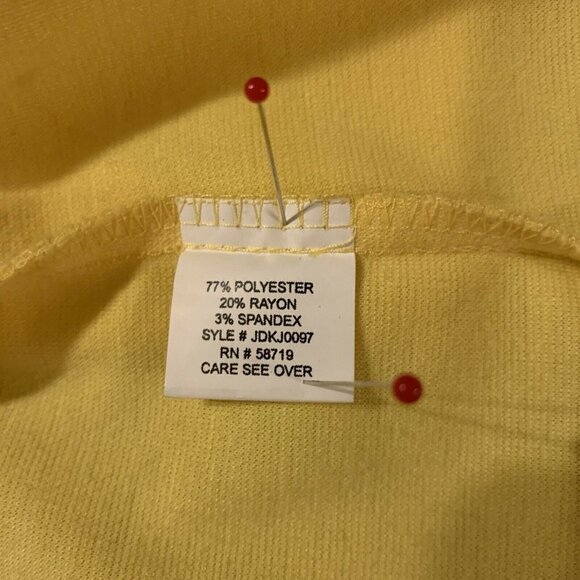 77% POLYESTER
20% RAYON
3% SPANDEX
SYLE # JDKJ0097
RN # 58719
CARE SEE OVER